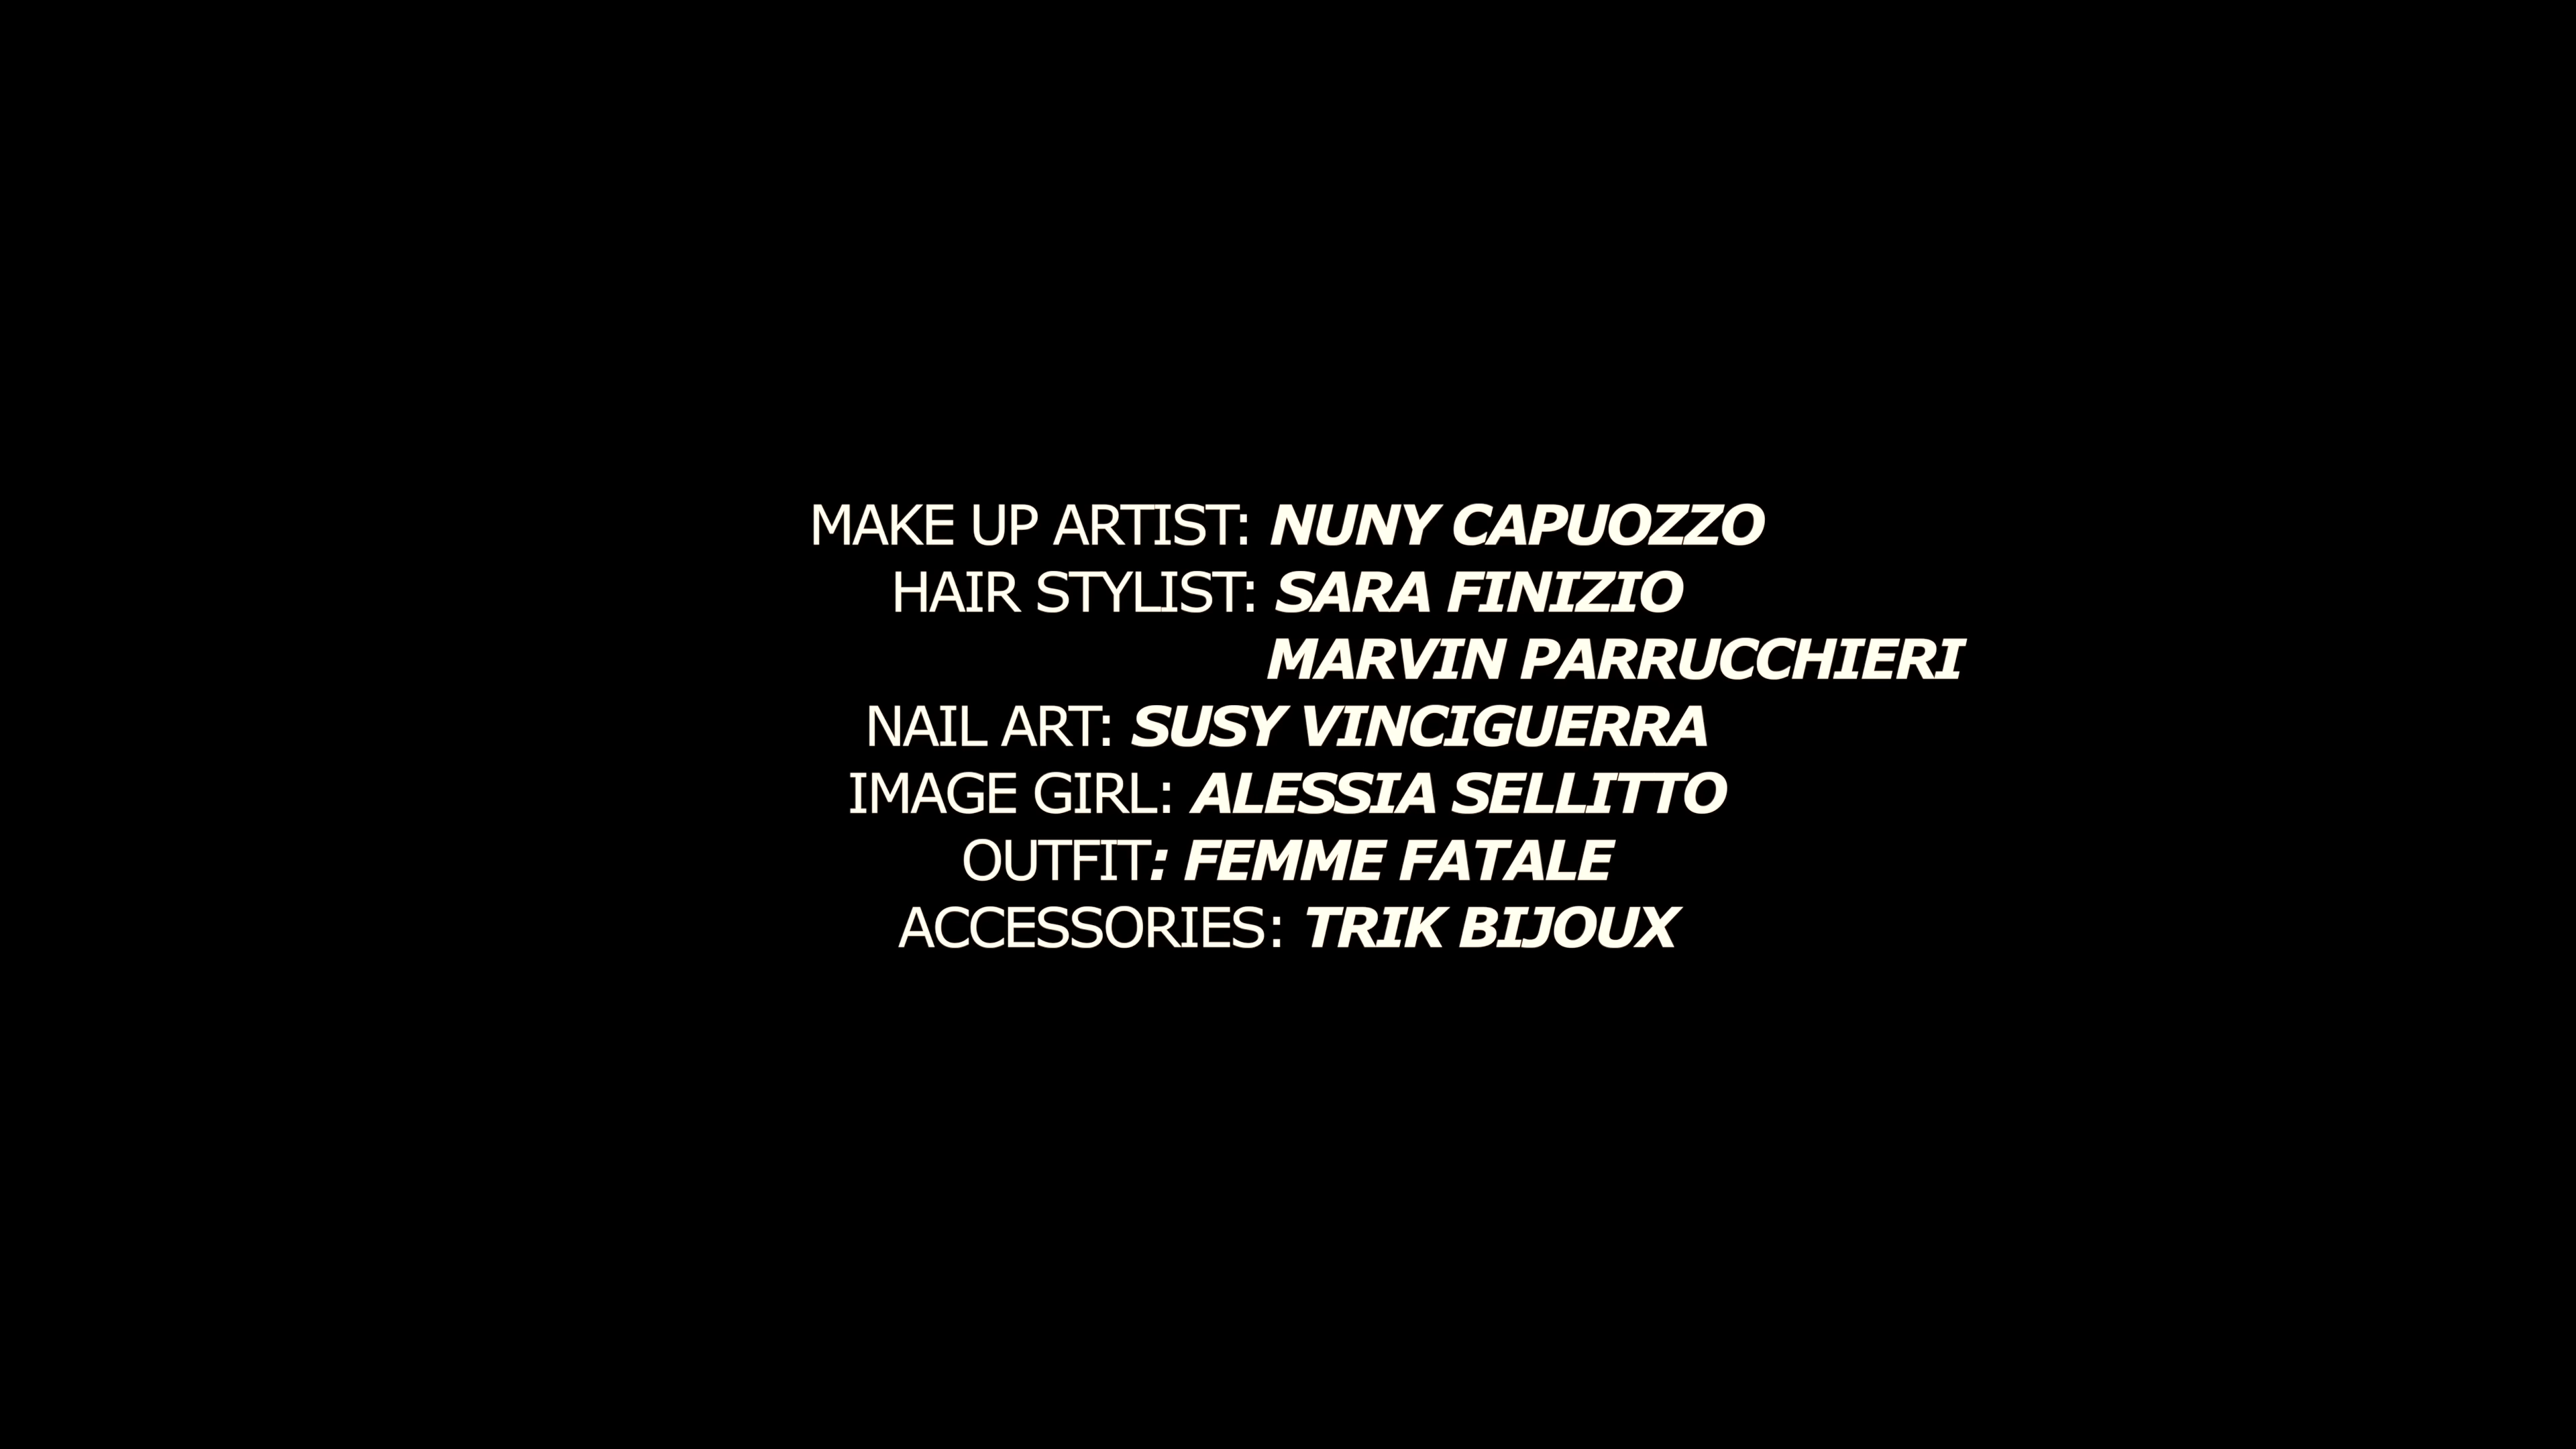 MAKE UP ARTIST: NUNY CAPUOZZO
HAIR STYLIST: SARA FINIZIO
MARVIN PARRUCCHIERI
NAIL ART: SUSY VINCIGUERRA
IMAGE GIRL: ALESSIA SELLITTO
OUTFIT: FEMME FATALE
ACCESSORIES: TRIK BIJOUX